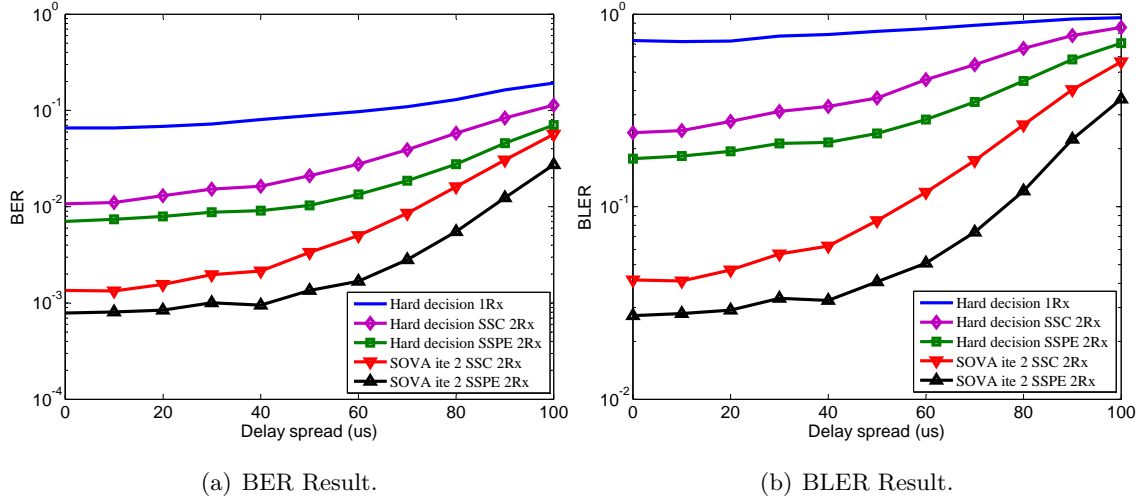 10^0
10^-1
10^-2
10^-3
10^-4
BER
0 20 40 60 80 100
Delay spread (us)
Hard decision 1Rx
Hard decision SSC 2Rx
Hard decision SSPE 2Rx
SOVA ite 2 SSC 2Rx
SOVA ite 2 SSPE 2Rx
(a) BER Result.
10^0
10^-1
10^-2
BLER
0 20 40 60 80 100
Delay spread (us)
Hard decision 1Rx
Hard decision SSC 2Rx
Hard decision SSPE 2Rx
SOVA ite 2 SSC 2Rx
SOVA ite 2 SSPE 2Rx
(b) BLER Result.